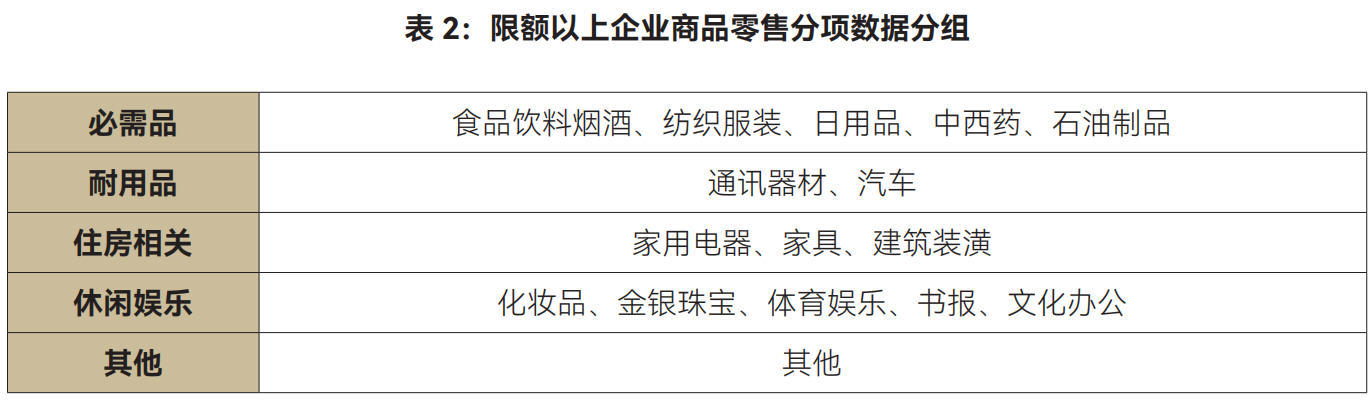 表 2：限额以上企业商品零售分项数据分组
必需品 食品饮料烟酒、纺织服装、日用品、中西药、石油制品
耐用品 通讯器材、汽车
住房相关 家用电器、家具、建筑装潢
休闲娱乐 化妆品、金银珠宝、体育娱乐、书报、文化办公
其他 其他